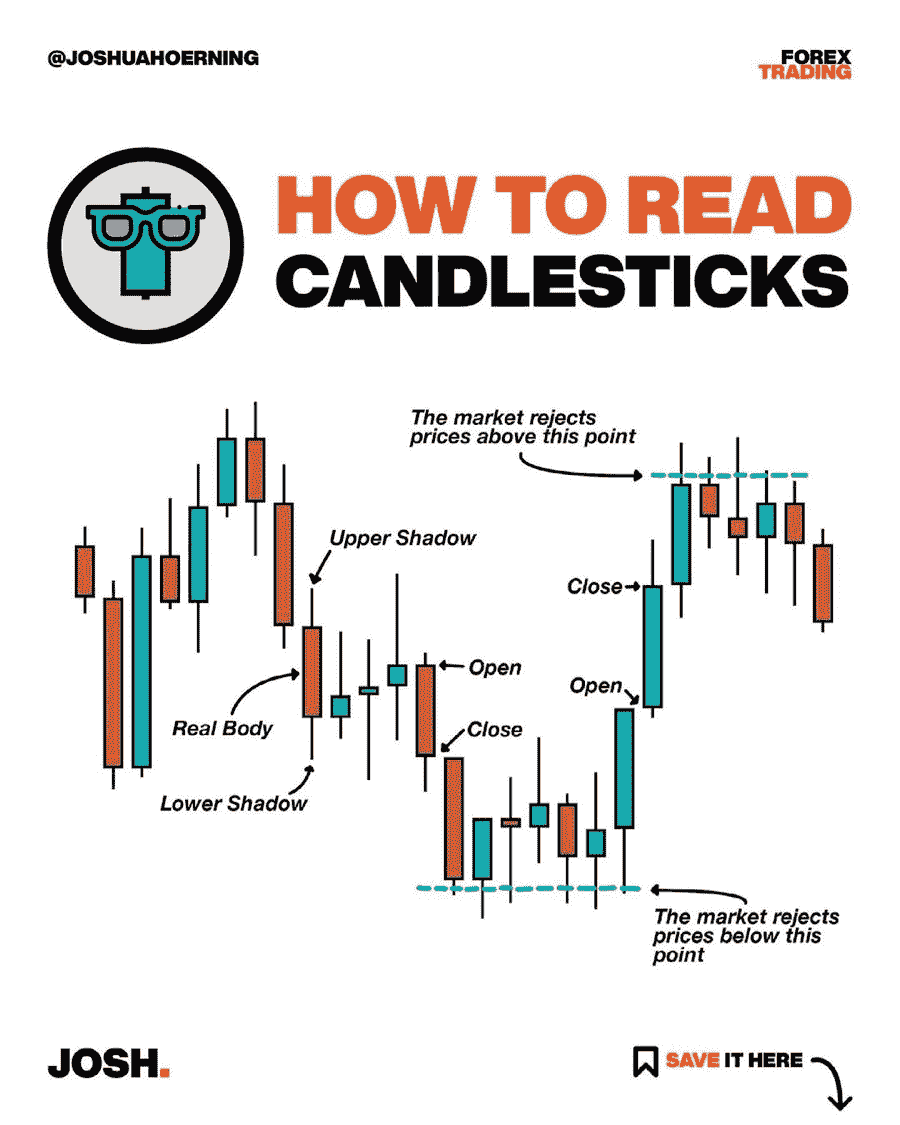 @JOSHUAHOERNING
FOREX
TRADING
HOW TO READ
CANDLESTICKS
The market rejects
prices above this point
Upper Shadow
Close
Open
Open
Real Body
Close
Lower Shadow
The market rejects
prices below this
point
JOSH.
SAVE IT HERE